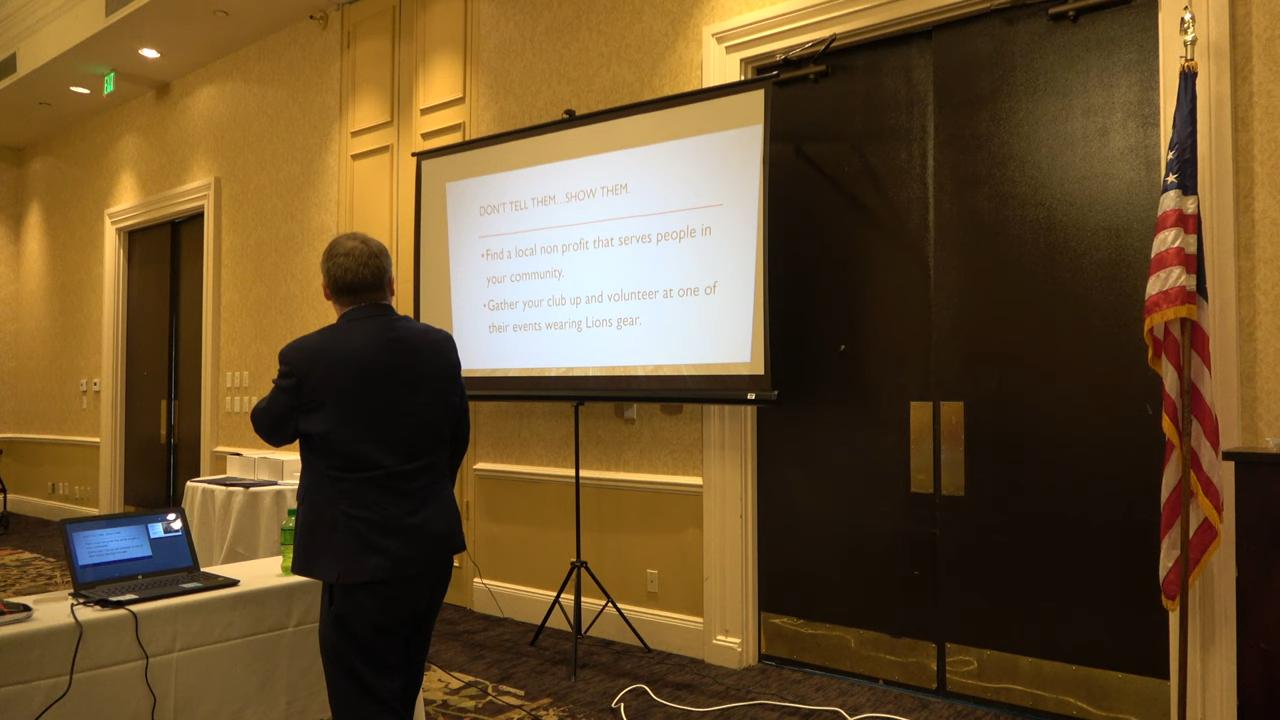 EXIT
DON'T TELL THEM...SHOW THEM.
•Find a local non profit that serves people in
your community.
•Gather your club up and volunteer at one of
their events wearing Lions gear.